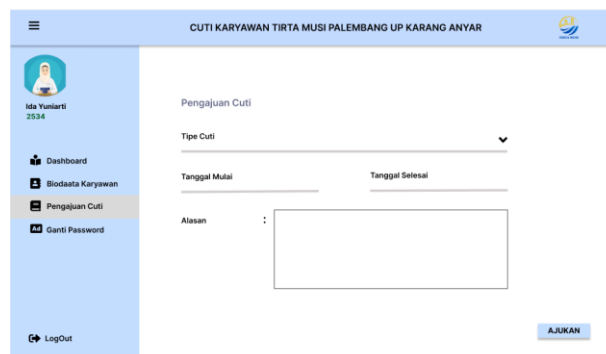 CUTI KARYAWAN TIRTA MUSI PALEMBANG UP KARANG ANYAR
Ida Yuniarti
2534
Dashboard
Biodaata Karyawan
Pengajuan Cuti
Ad Ganti Password
LogOut
Pengajuan Cuti
Tipe Cuti
Tanggal Mulai
Tanggal Selesai
Alasan :
AJUKAN